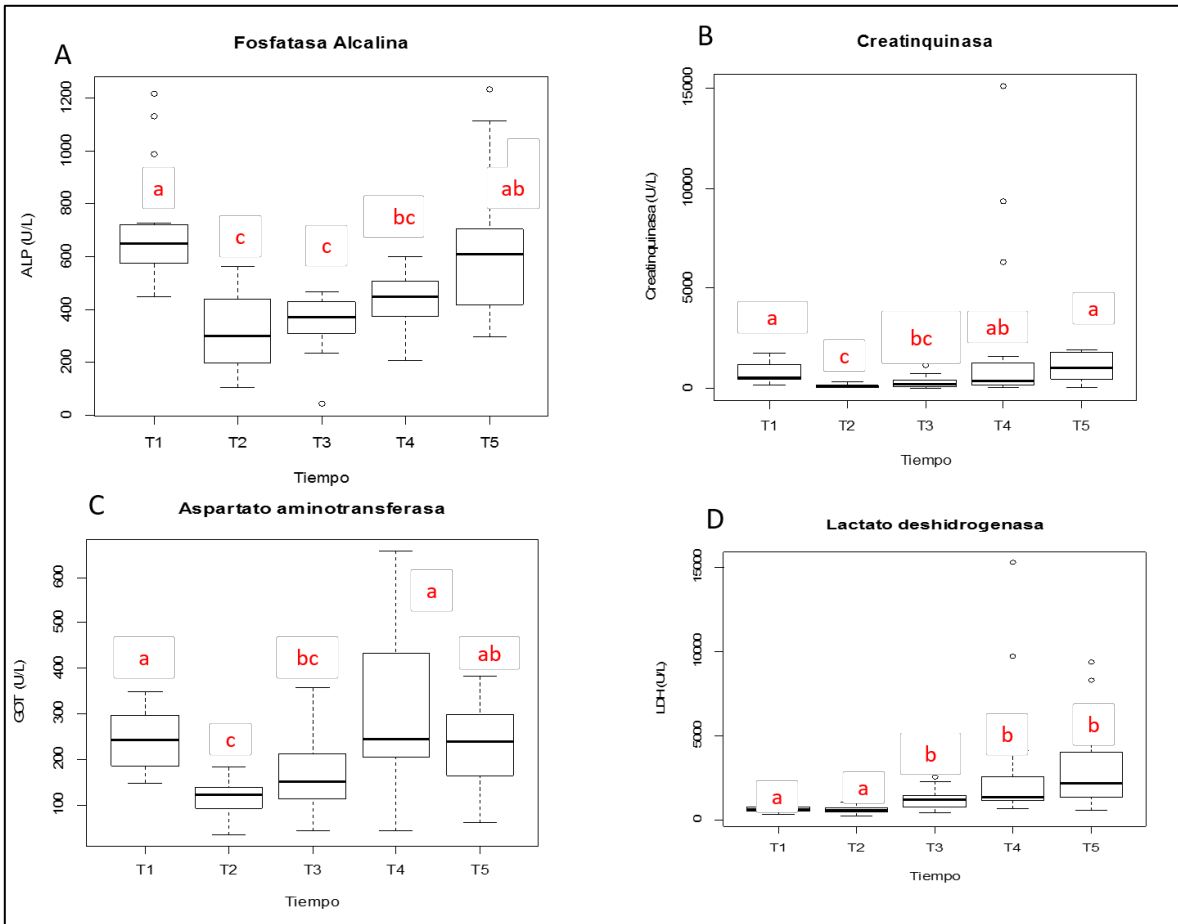 A
Fosfatasa Alcalina
ALP (U/L)
0 200 400 600 800 1000 1200
a
c
c
bc
ab
T1 T2 T3 T4 T5
Tiempo
B
Creatinquinasa
Creatinquinasa (U/L)
0 5000 10000 15000
a
c
bc
ab
a
T1 T2 T3 T4 T5
Tiempo
C
Aspartato aminotransferasa
GOT (U/L)
100 200 300 400 500 600
a
c
bc
a
ab
T1 T2 T3 T4 T5
Tiempo
D
Lactato deshidrogenasa
LDH (U/L)
0 5000 10000 15000
a
a
b
b
b
T1 T2 T3 T4 T5
Tiempo